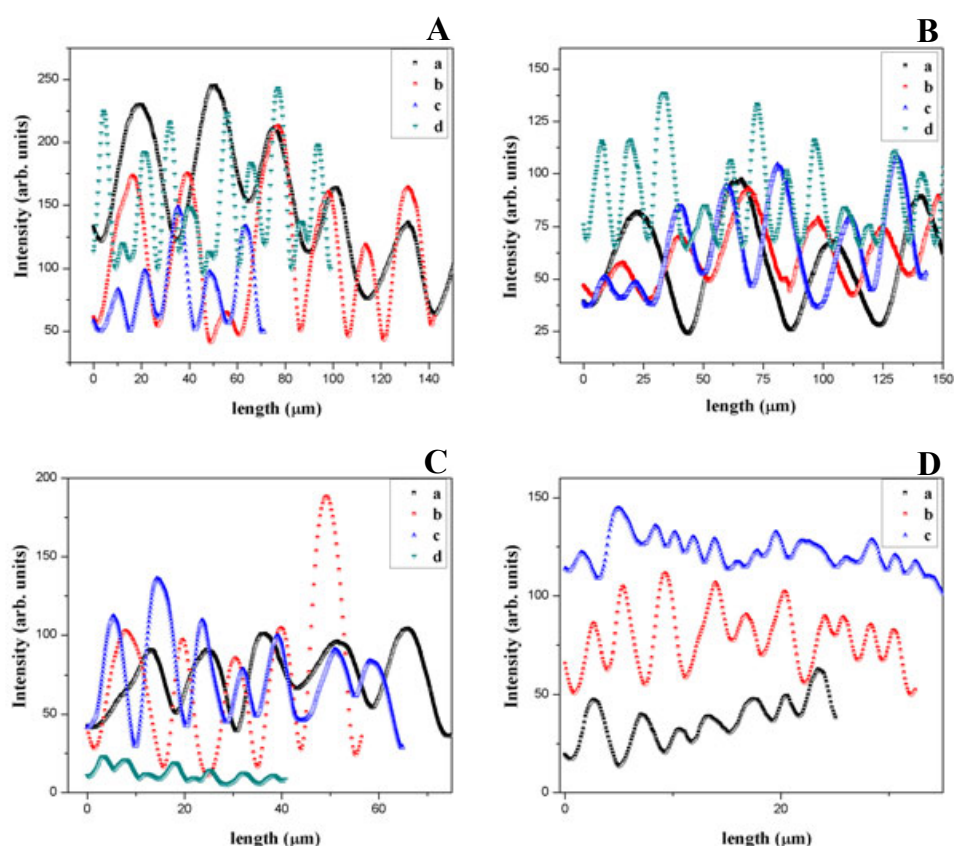 A
250
200
150
100
50
Intensity (arb. units)
a
b
c
d
0 20 40 60 80 100 120 140
length (μm)
B
150
125
100
75
50
25
Intensity (arb. units)
a
b
c
d
0 25 50 75 100 125 150
length (μm)
C
200
150
100
50
0
Intensity (arb. units)
a
b
c
d
0 20 40 60
length (μm)
D
150
100
50
0
Intensity (arb. units)
a
b
c
0 20
length (μm)